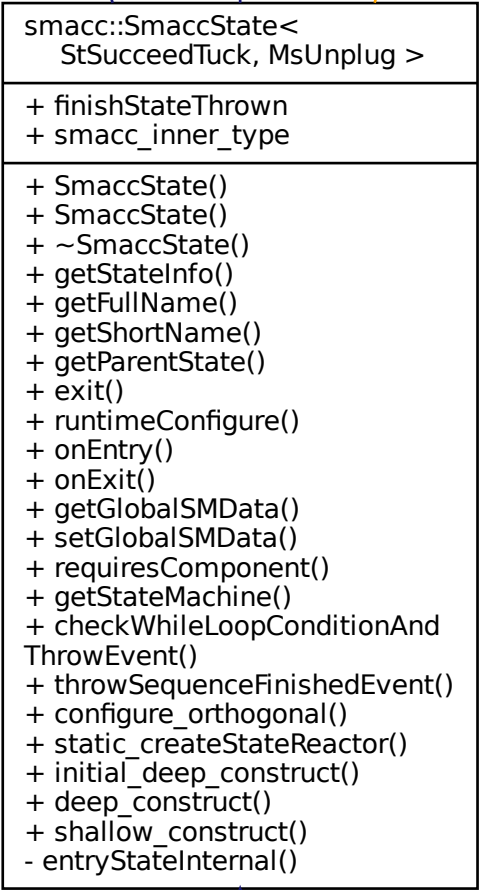 smacc::SmaccState<
StSucceedTuck, MsUnplug >
+ finishStateThrown
+ smacc_inner_type
+ SmaccState()
+ SmaccState()
+ ~SmaccState()
+ getStateInfo()
+ getFullName()
+ getShortName()
+ getParentState()
+ exit()
+ runtimeConfigure()
+ onEntry()
+ onExit()
+ getGlobalSMData()
+ setGlobalSMData()
+ requiresComponent()
+ getStateMachine()
+ checkWhileLoopConditionAnd
ThrowEvent()
+ throwSequenceFinishedEvent()
+ configure_orthogonal()
+ static_createStateReactor()
+ initial_deep_construct()
+ deep_construct()
+ shallow_construct()
- entryStateInternal()